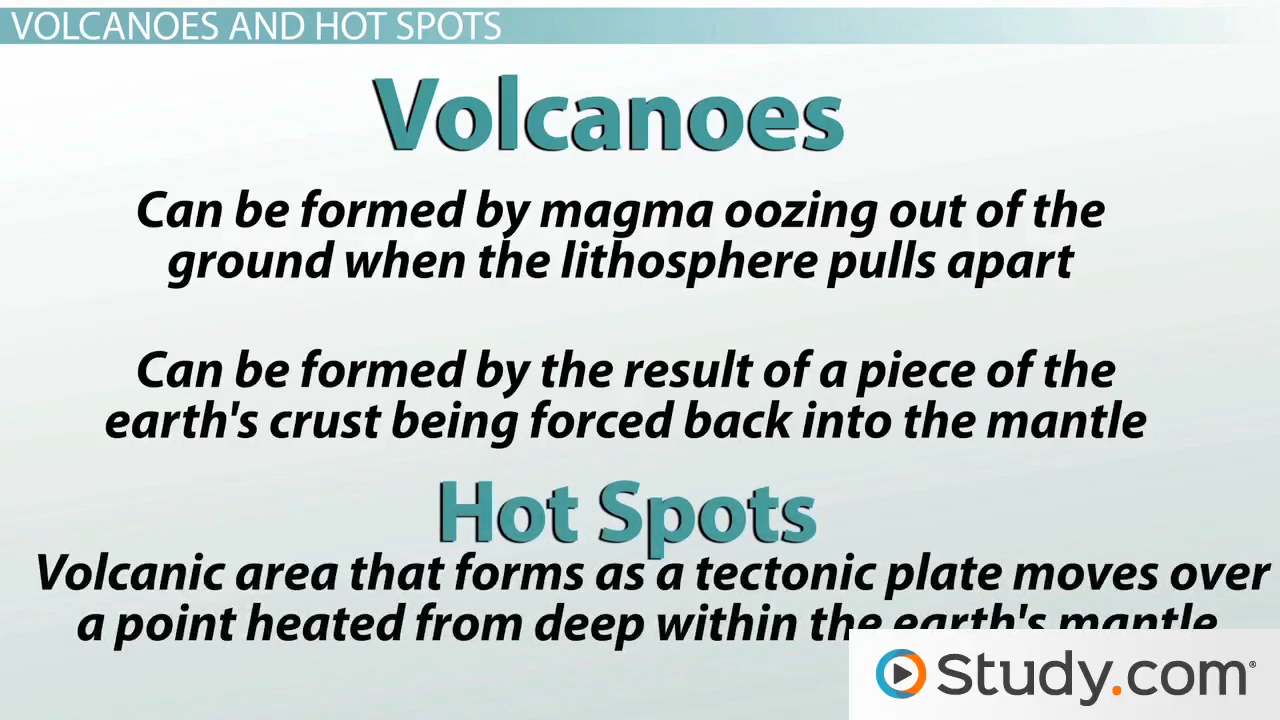 VOLCANOES AND HOT SPOTS
Volcanoes
Can be formed by magma oozing out of the
ground when the lithosphere pulls apart
Can be formed by the result of a piece of the
earth's crust being forced back into the mantle
Hot Spots
Volcanic area that forms as a tectonic plate moves over
a point heated from deep within the earth's mantle
Study.com®